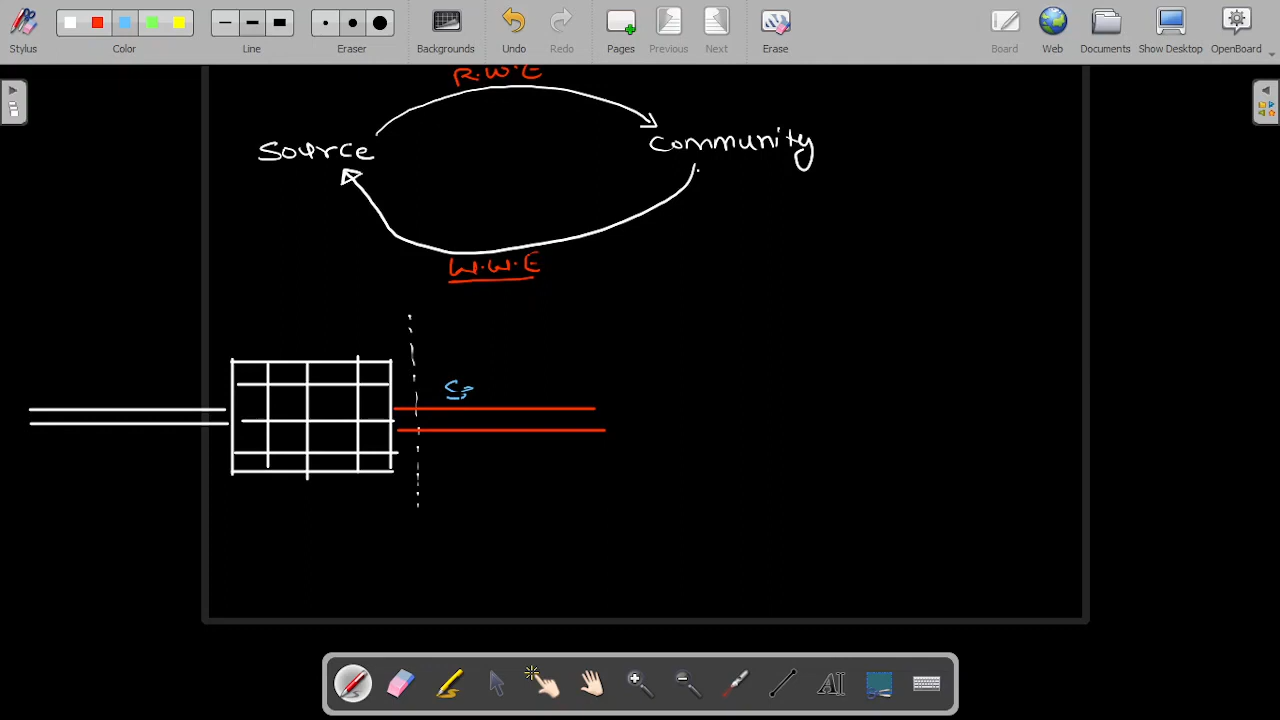 Stylus Color Line Eraser Backgrounds Undo Redo Pages Previous Next Erase Board Web Documents Show Desktop OpenBoard
R.W.E
Source
Community
W.W.E
AI